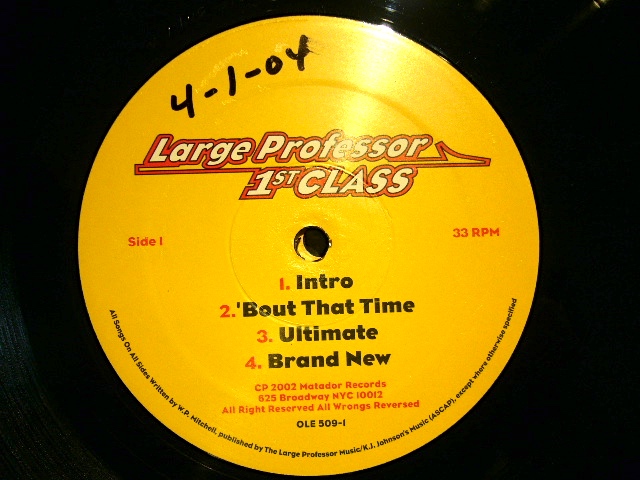 4-1-04
Large Professor
1ST CLASS
Side 1
33 RPM
1. Intro
2. 'Bout That Time
3. Ultimate
4. Brand New
CP 2002 Matador Records
625 Broadway NYC 10012
All Right Reserved All Wrongs Reversed
OLE 509-1
All Songs On All Sides Written by W.P. Mitchell, published by The Large Professor Music/K.J. Johnson's Music (ASCAP), except where otherwise specified